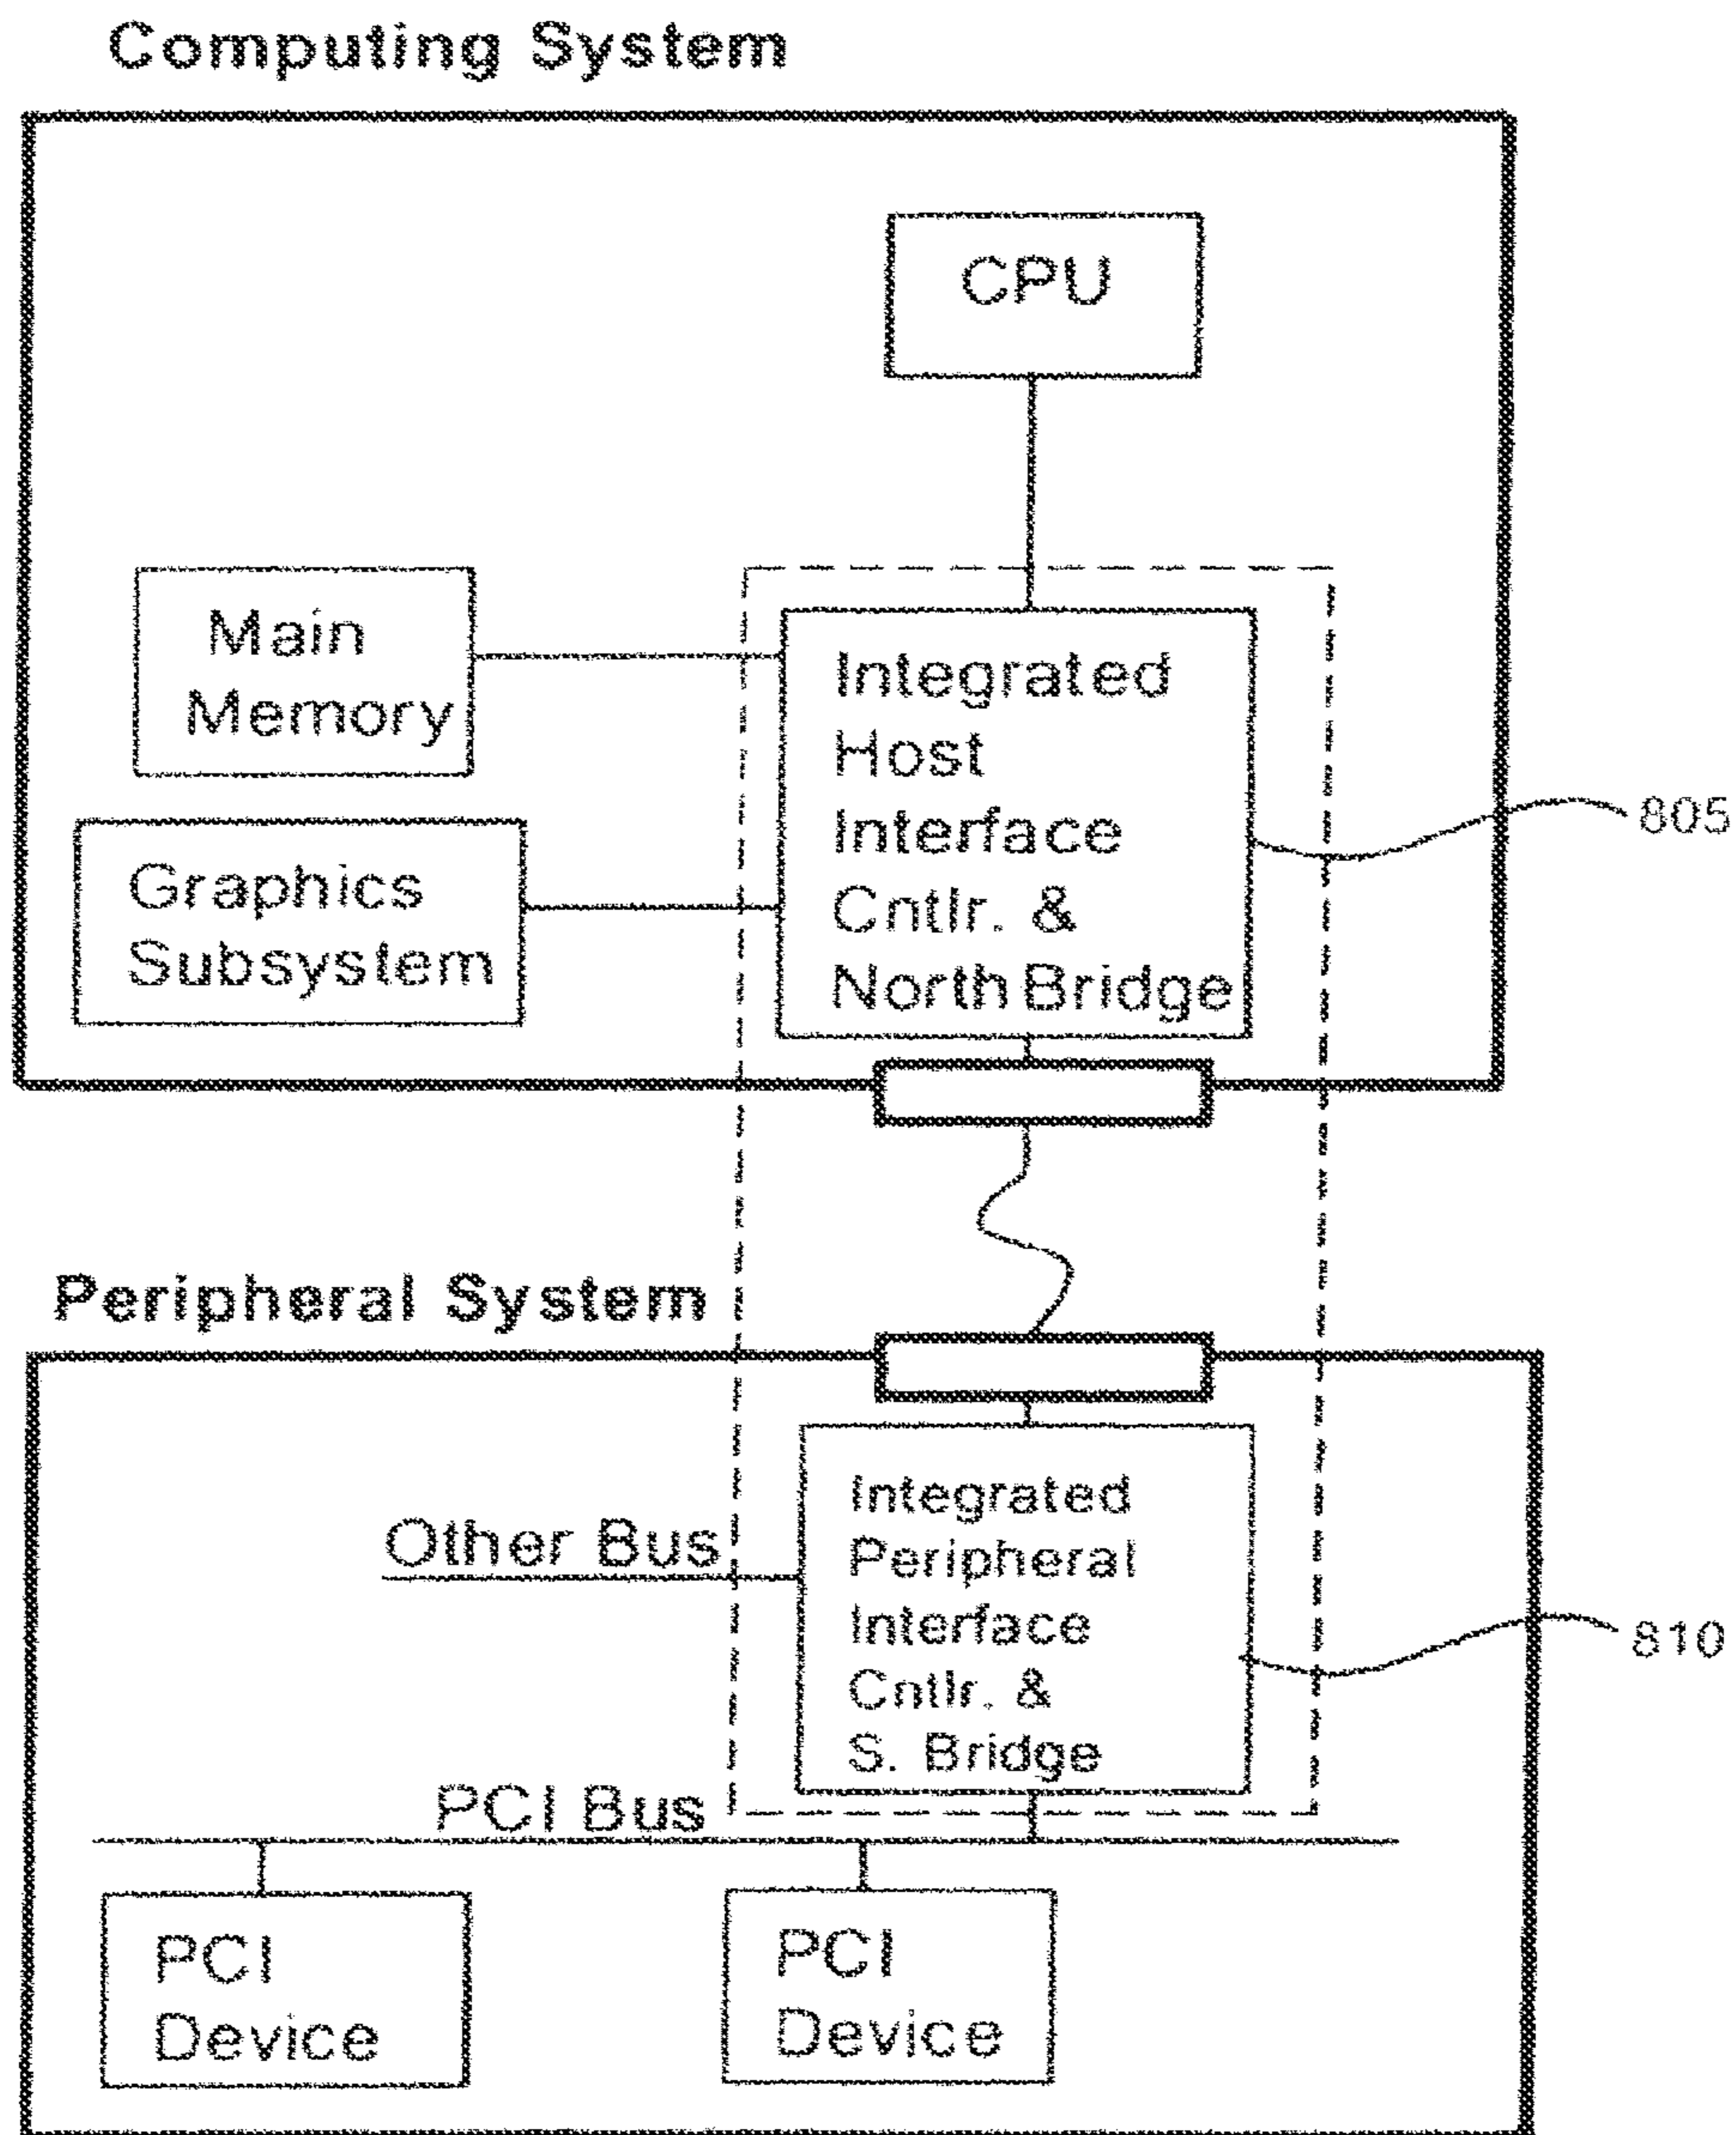 Computing System
CPU
Main
Memory
Integrated
Host
Interface
Cntlr. &
North Bridge
805
Graphics
Subsystem
Peripheral System
Other Bus
Integrated
Peripheral
Interface
Cntlr. &
S. Bridge
810
PCI Bus
PCI
Device
PCI
Device